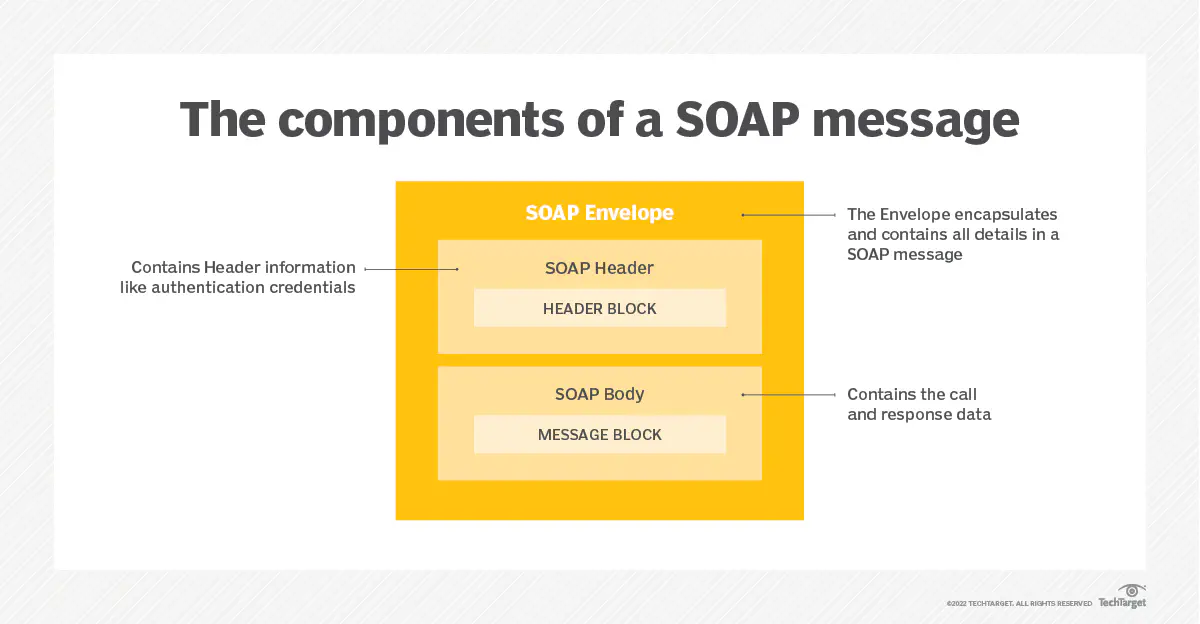 The components of a SOAP message
SOAP Envelope
The Envelope encapsulates
and contains all details in a
SOAP message
Contains Header information
like authentication credentials
SOAP Header
HEADER BLOCK
SOAP Body
MESSAGE BLOCK
Contains the call
and response data
©2022 TECHTARGET. ALL RIGHTS RESERVED
TechTarget